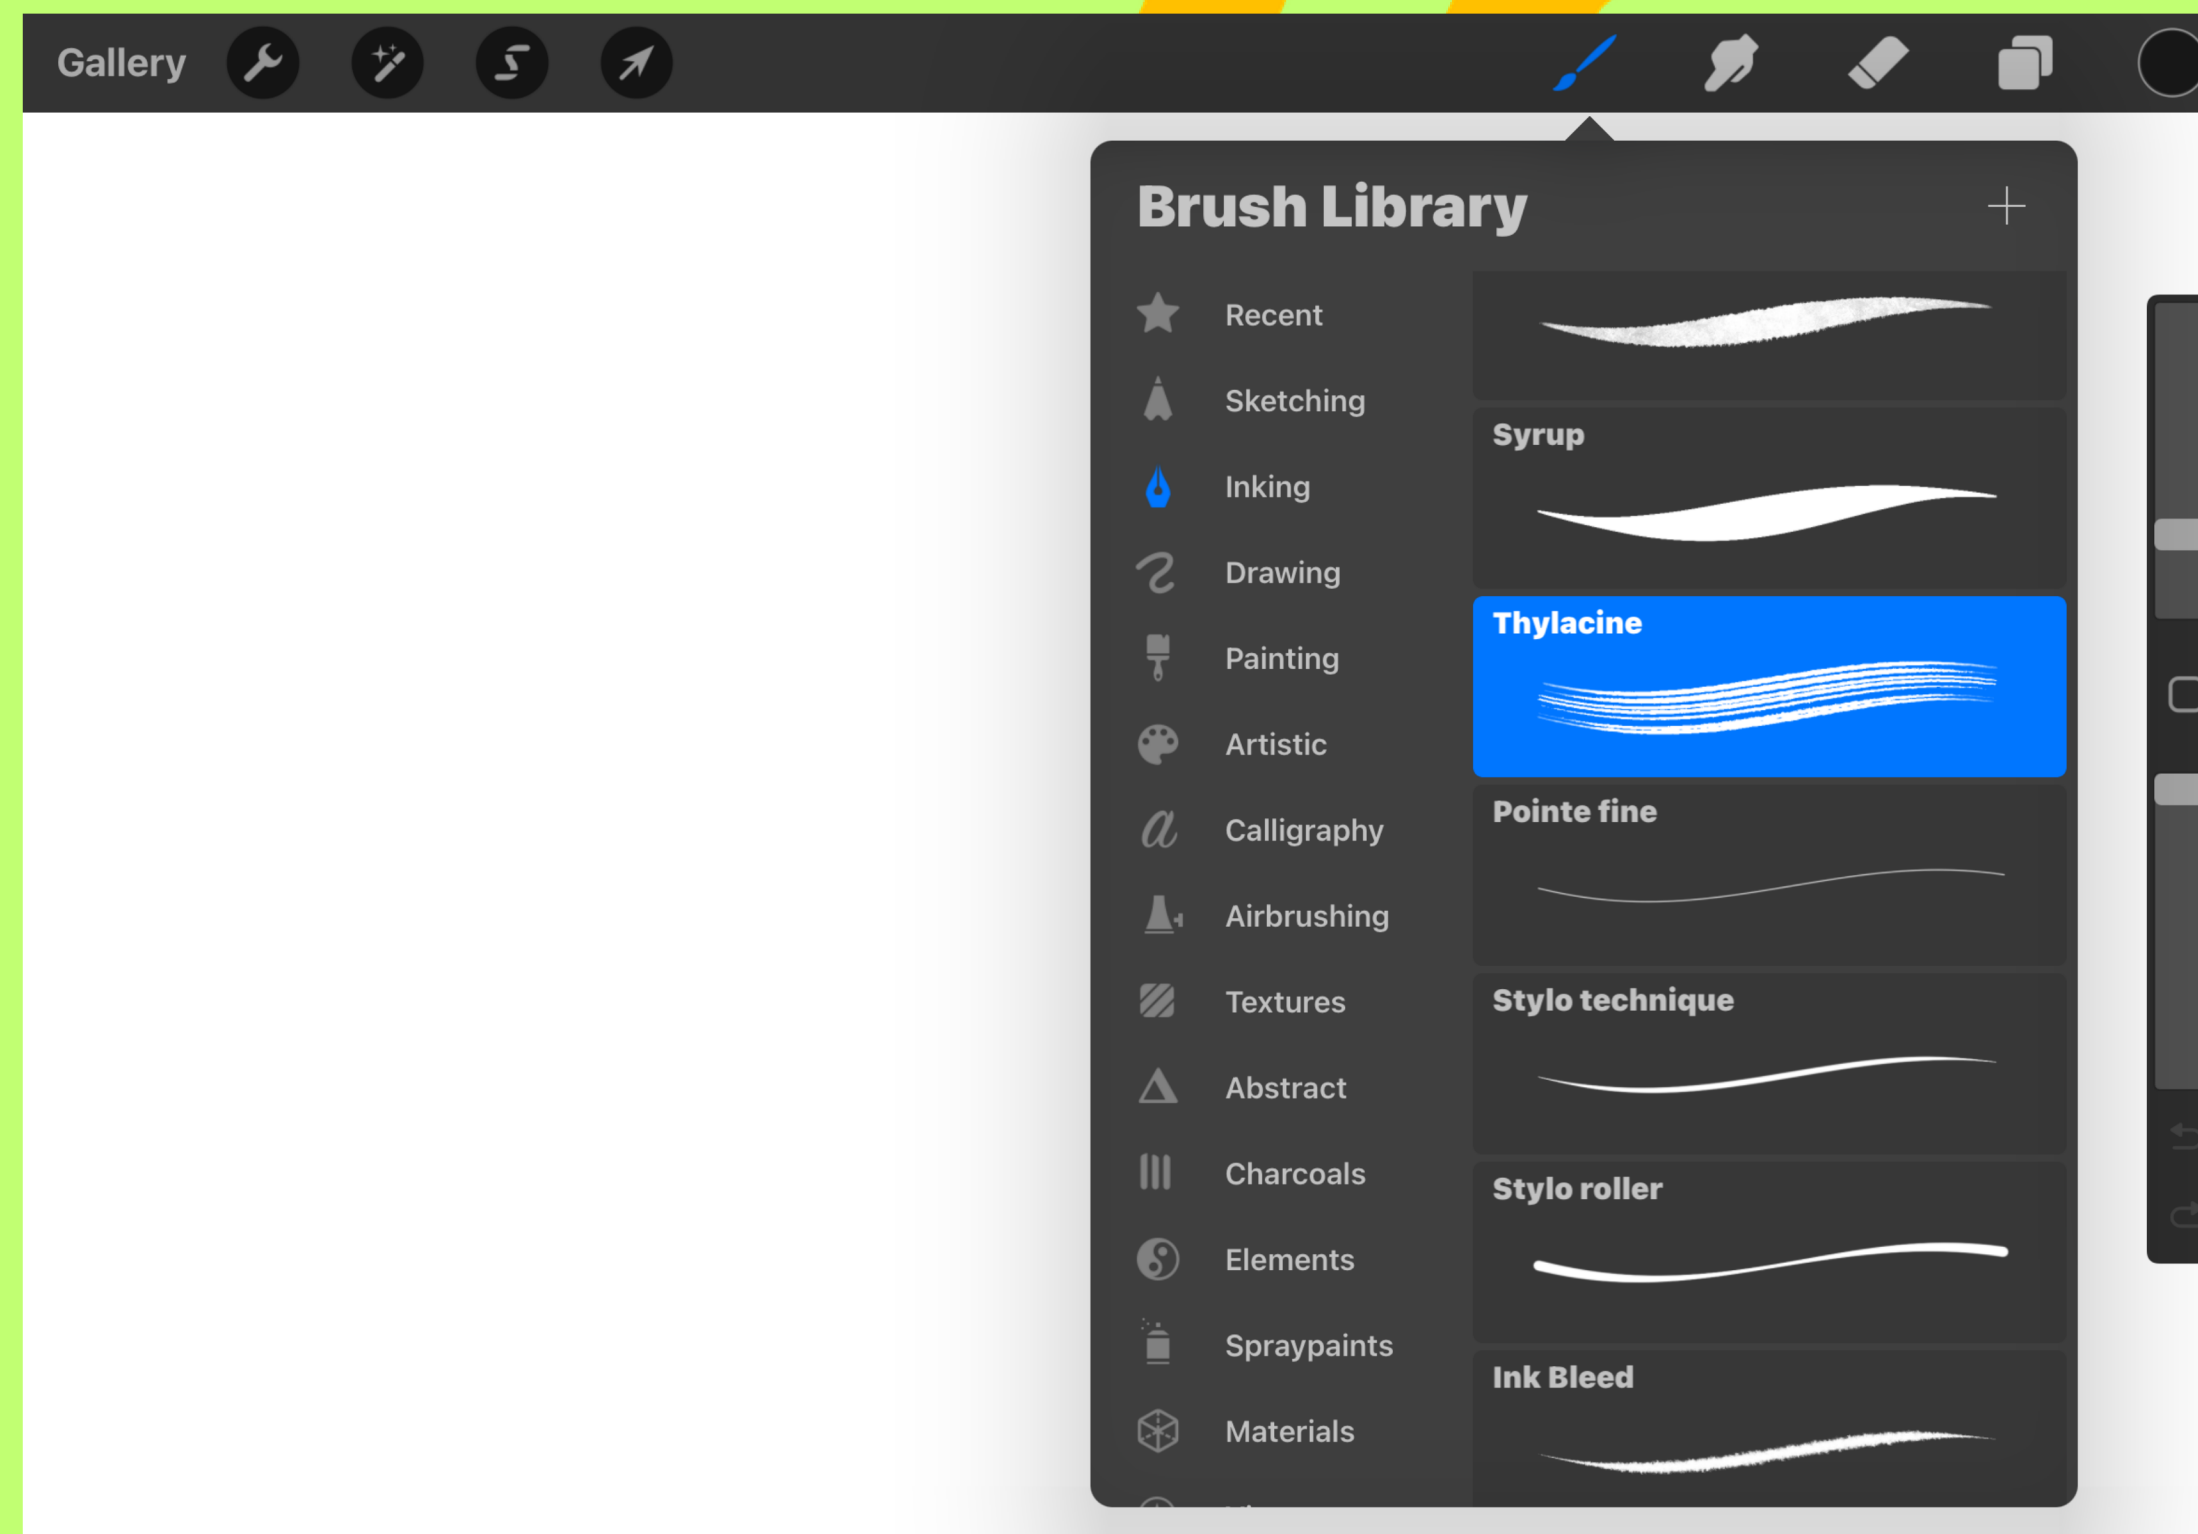 Gallery
Brush Library
Recent
Sketching
Inking
Drawing
Painting
Artistic
Calligraphy
Airbrushing
Textures
Abstract
Charcoals
Elements
Spraypaints
Materials
Syrup
Thylacine
Pointe fine
Stylo technique
Stylo roller
Ink Bleed